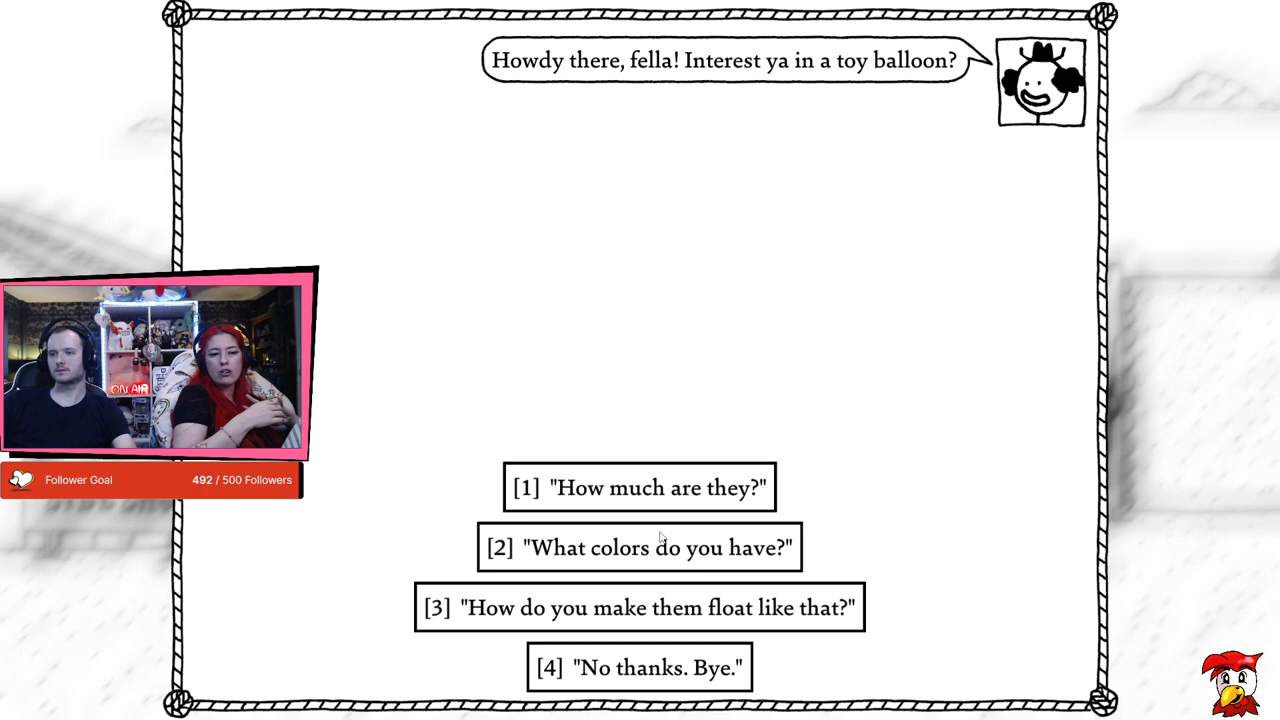 Howdy there, fella! Interest ya in a toy balloon?
ON AIR
Follower Goal
492 / 500 Followers
[1] "How much are they?"
[2] "What colors do you have?"
[3] "How do you make them float like that?"
[4] "No thanks. Bye."